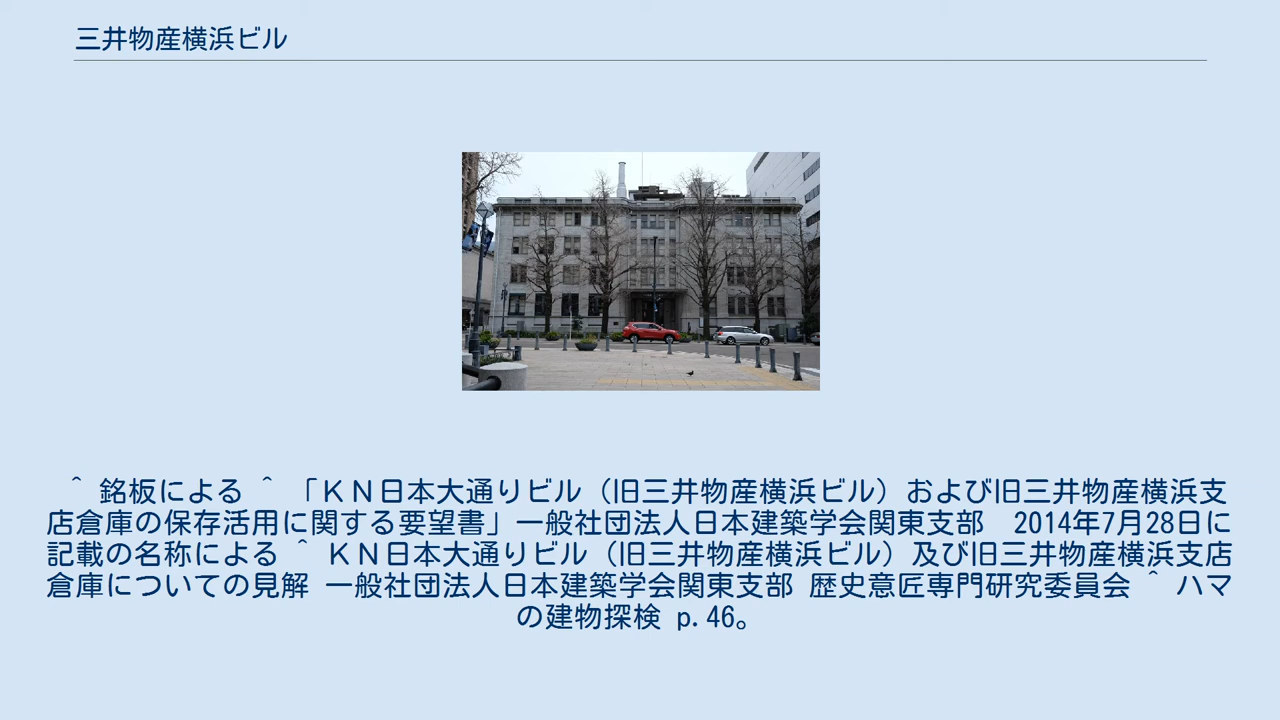 三井物産横浜ビル
^ 銘板による ^ 「ＫＮ日本大通りビル（旧三井物産横浜ビル）および旧三井物産横浜支
店倉庫の保存活用に関する要望書」一般社団法人日本建築学会関東支部　2014年7月28日に
記載の名称による ^ ＫＮ日本大通りビル（旧三井物産横浜ビル）及び旧三井物産横浜支店
倉庫についての見解 一般社団法人日本建築学会関東支部 歴史意匠専門研究委員会 ^ ハマ
の建物探検 p.46。